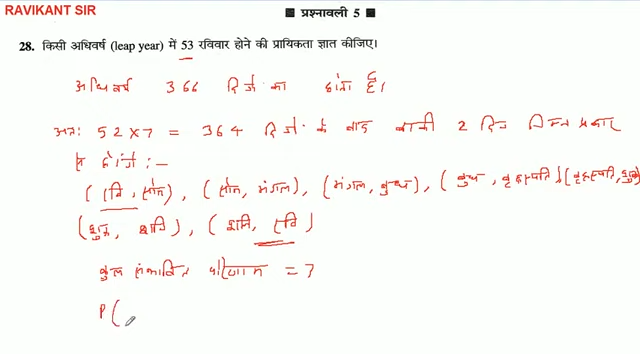 RAVIKANT SIR
■ प्रश्नावली 5 ■
28. किसी अधिवर्ष (leap year) में 53 रविवार होने की प्रायिकता ज्ञात कीजिए।
अधिवर्ष 366 दिनों का होता है।
अतः 52×7 = 364 दिनों के बाद बाकी 2 दिन निम्न प्रकार
से होंगे :-
(रवि, सोम), (सोम, मंगल), (मंगल, बुध), (बुध, बृहस्पति), (बृहस्पति, शुक्र)
(शुक्र, शनि), (शनि, रवि)
कुल संभावित परिणाम = 7
P(